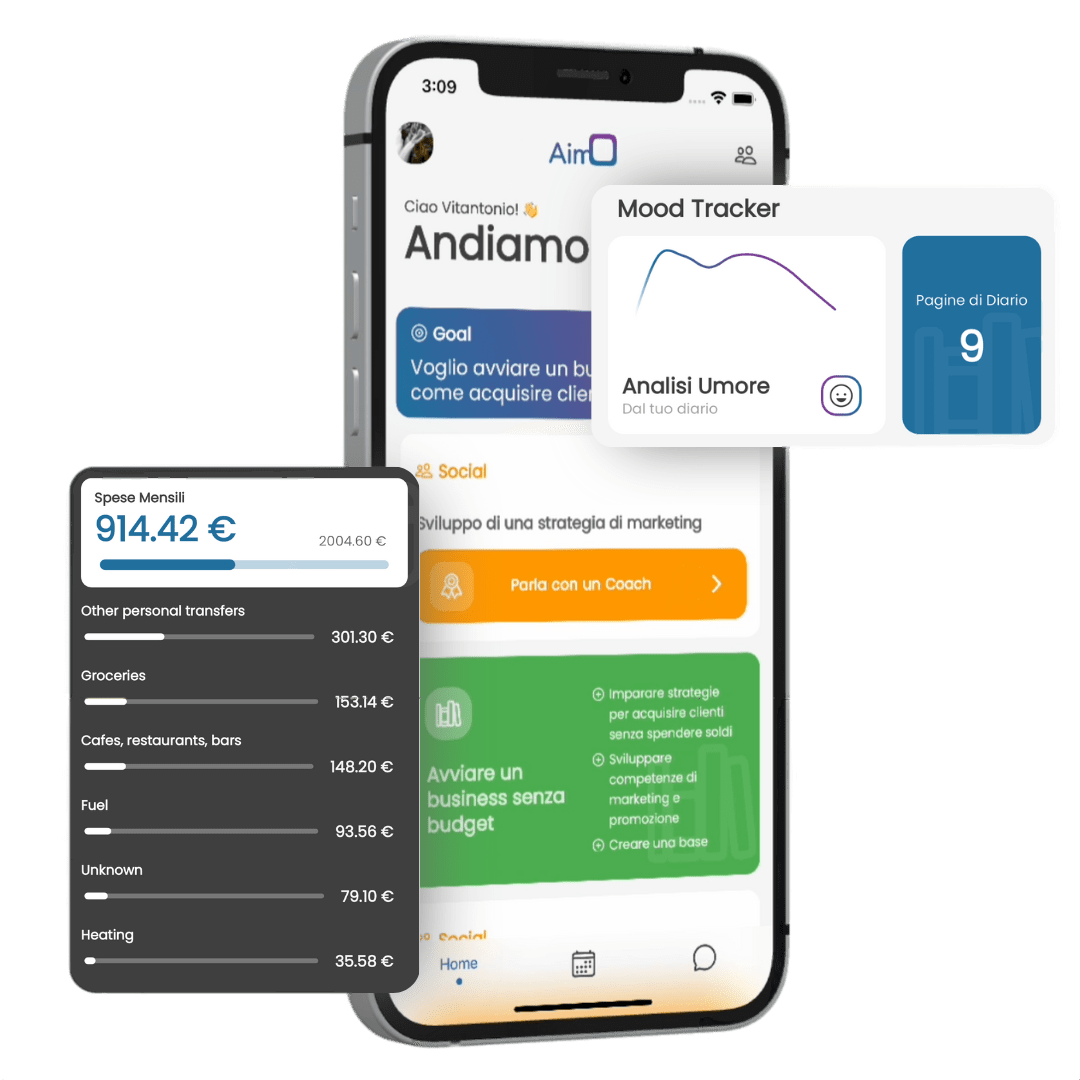 3:09
Aim
Ciao Vitantonio! 👋
Andiamo
Goal
Voglio avviare un bu
come acquisire clien
Mood Tracker
Analisi Umore
Dal tuo diario
Pagine di Diario
9
Social
Sviluppo di una strategia di marketing
Parla con un Coach
Avviare un
business senza
budget
Imparare strategie
per acquisire clienti
senza spendere soldi
Sviluppare
competenze di
marketing e
promozione
Creare una base
Social
Home
Spese Mensili
914.42 €
2004.60 €
Other personal transfers
301.30 €
Groceries
153.14 €
Cafes, restaurants, bars
148.20 €
Fuel
93.56 €
Unknown
79.10 €
Heating
35.58 €